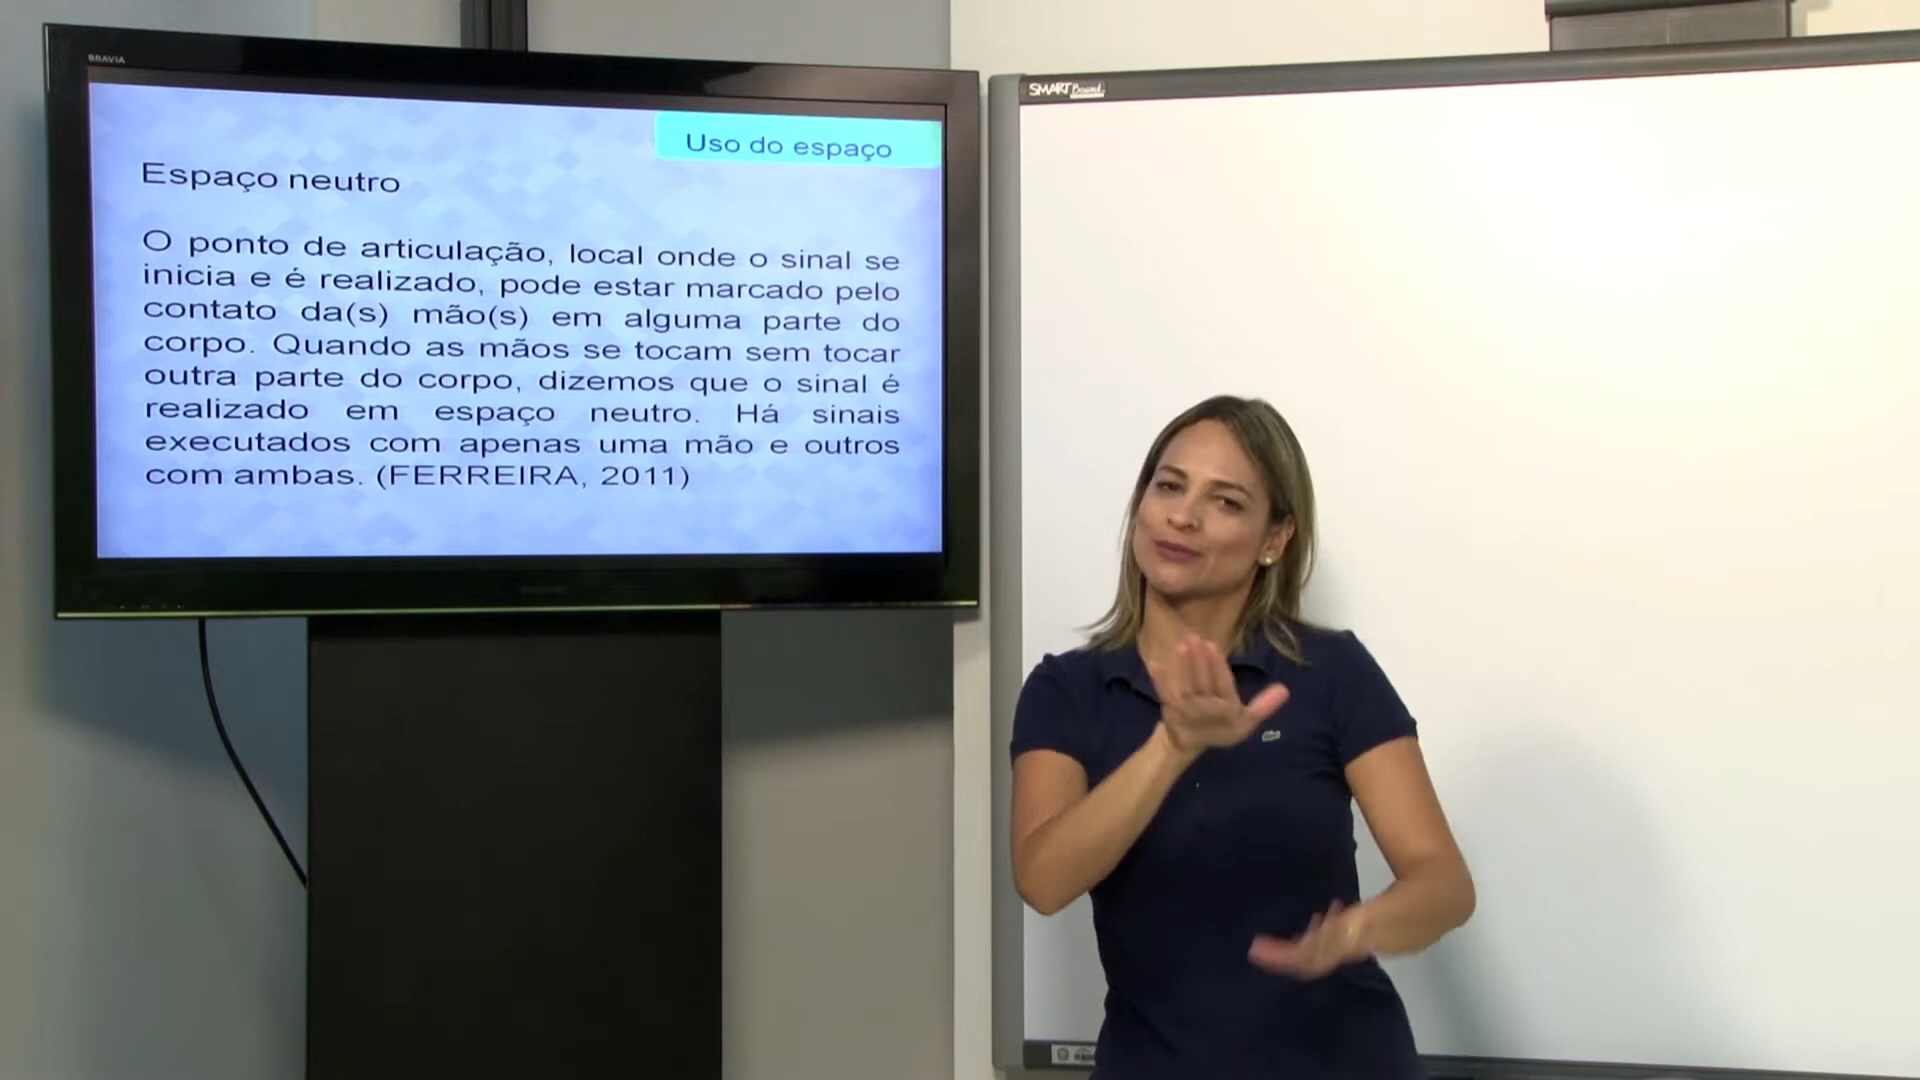 BRAVIA
Uso do espaço
Espaço neutro
O ponto de articulação, local onde o sinal se
inicia e é realizado, pode estar marcado pelo
contato da(s) mão(s) em alguma parte do
corpo. Quando as mãos se tocam sem tocar
outra parte do corpo, dizemos que o sinal é
realizado em espaço neutro. Há sinais
executados com apenas uma mão e outros
com ambas. (FERREIRA, 2011)
SMART Board